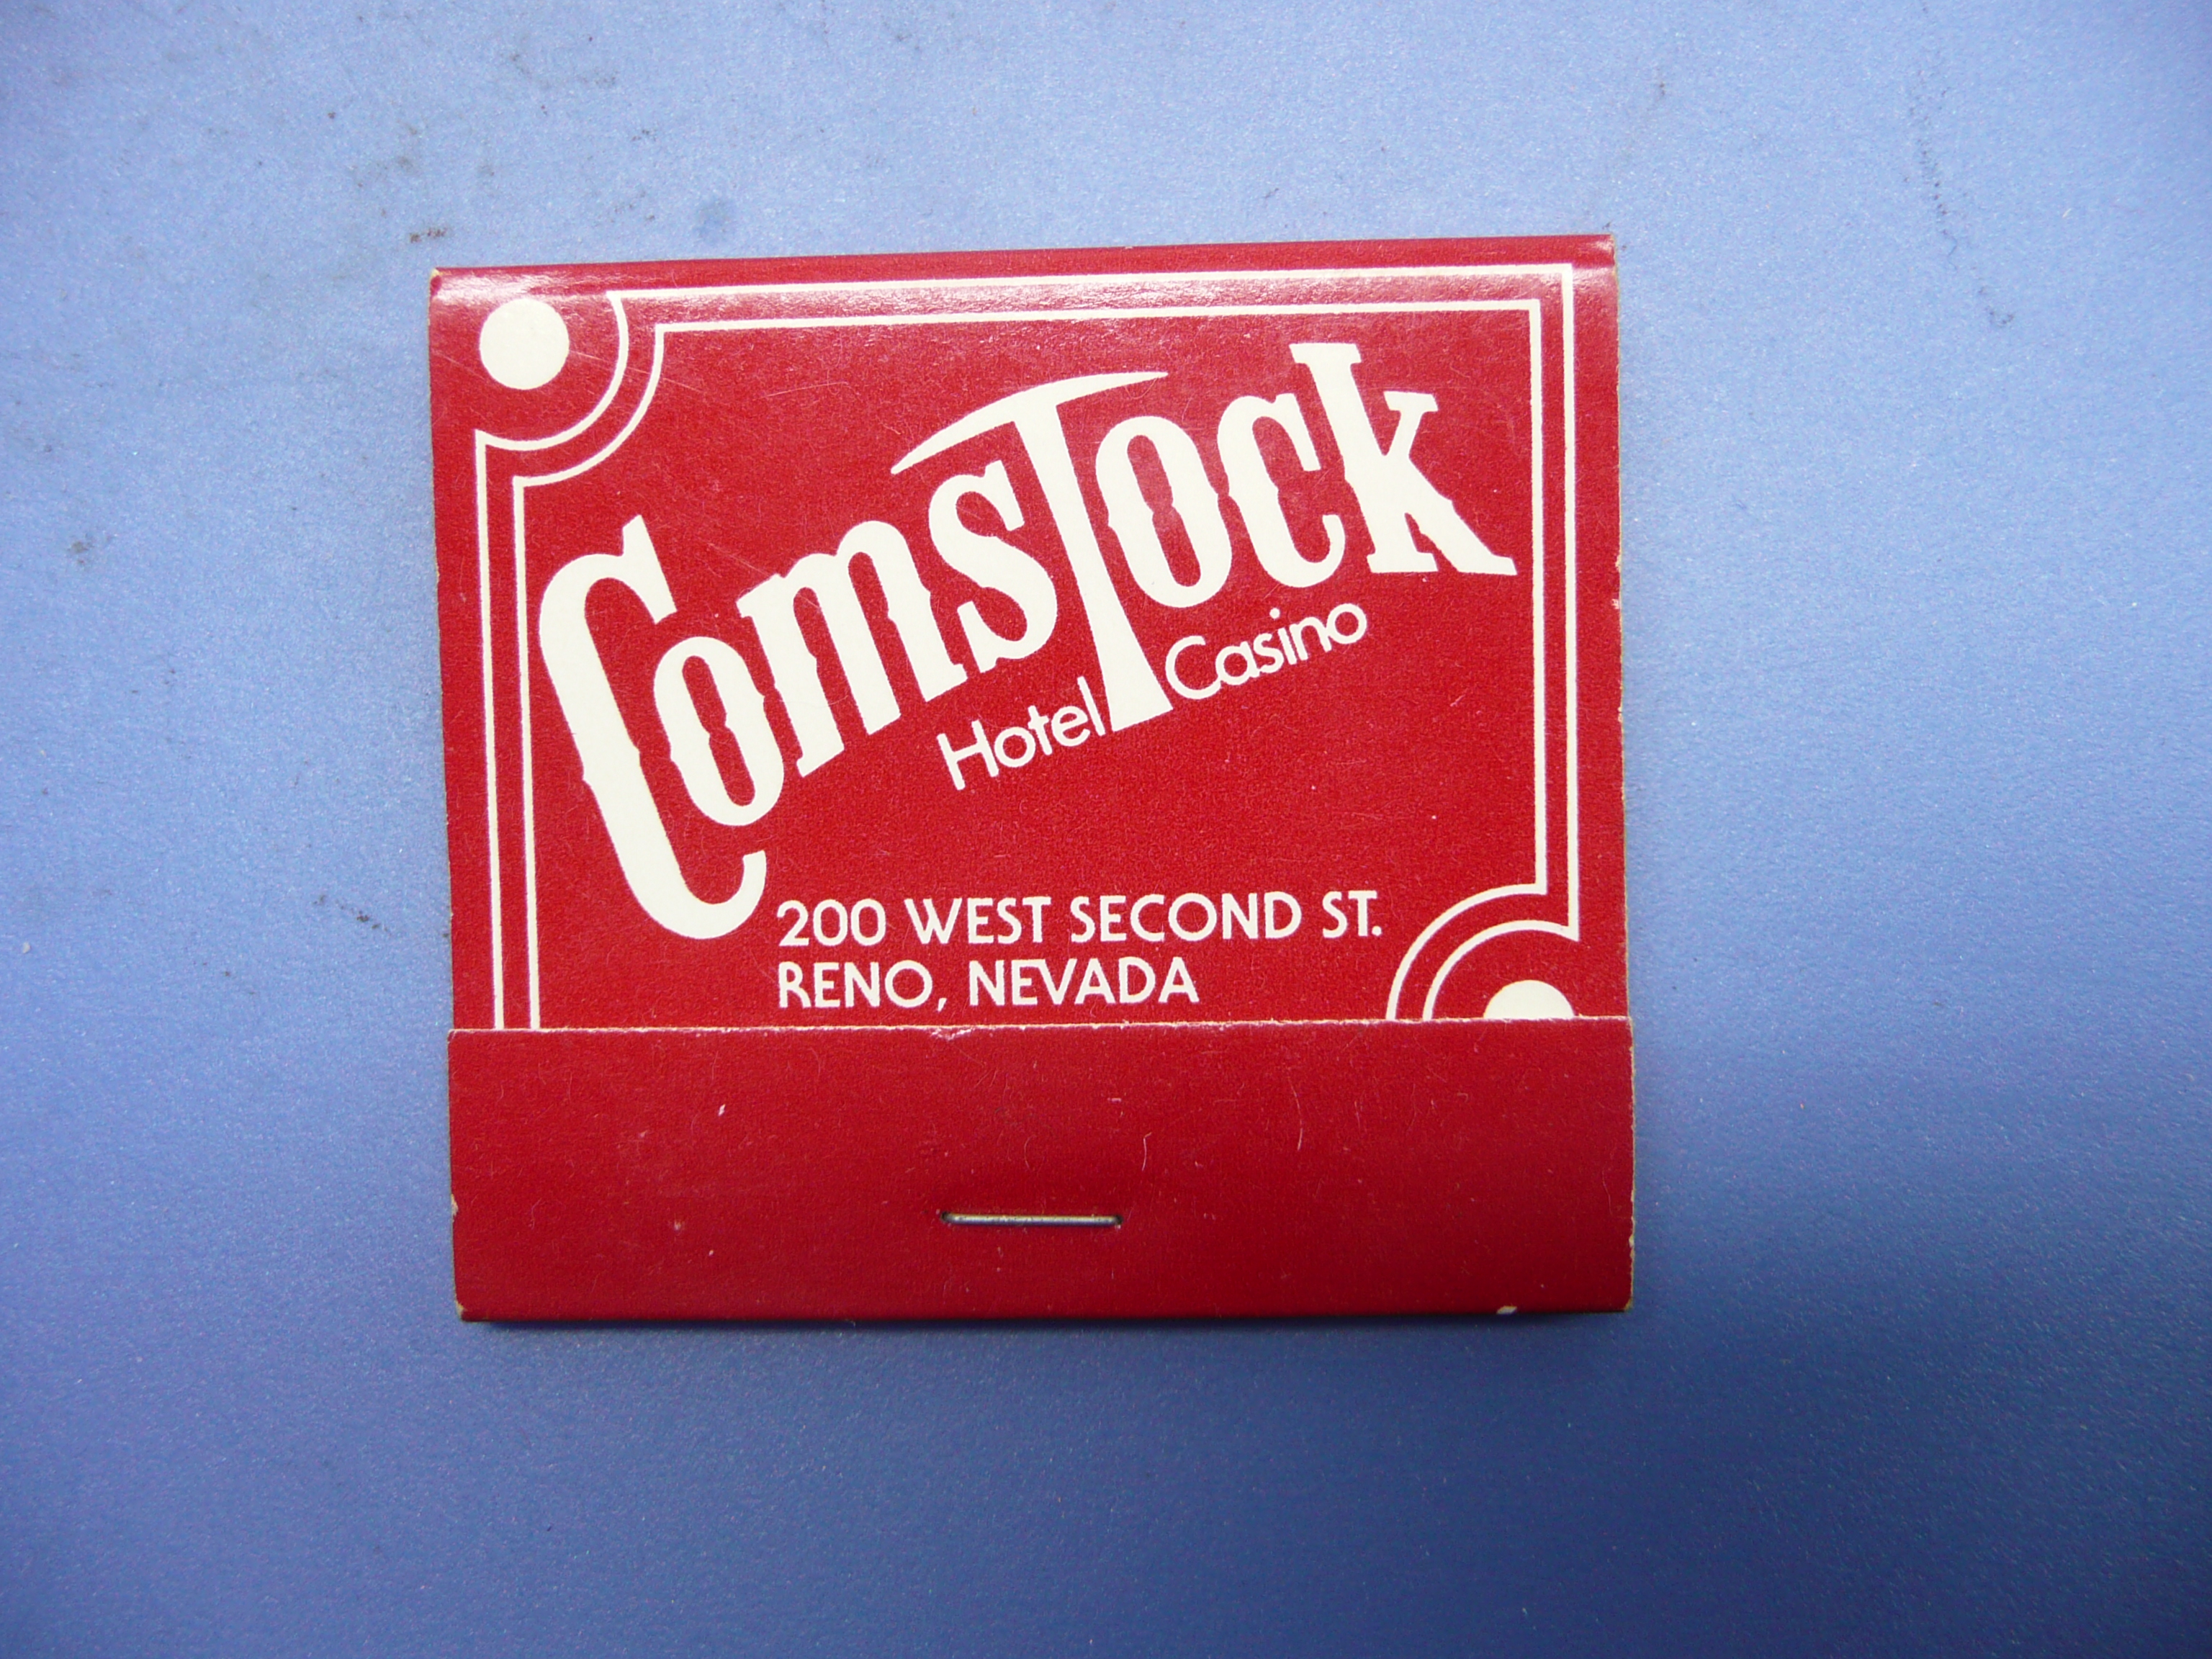 ComsTock
Hotel Casino
200 WEST SECOND ST.
RENO, NEVADA